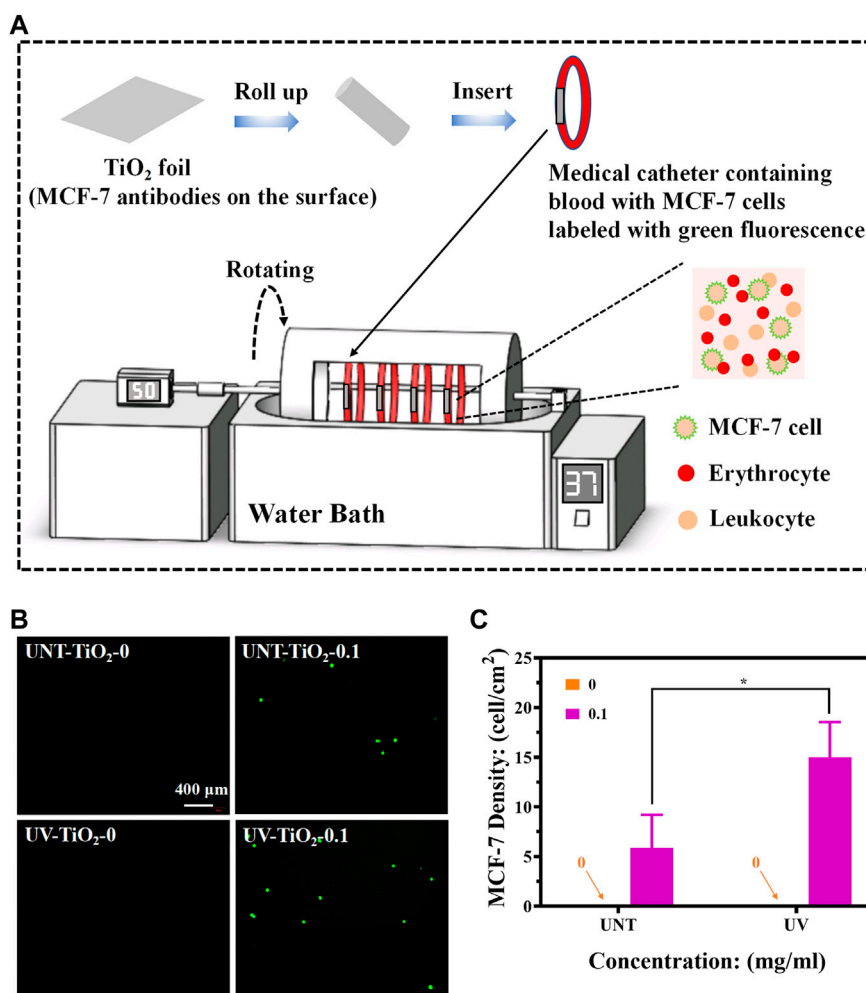 A
Roll up
Insert
TiO₂ foil
(MCF-7 antibodies on the surface)
Medical catheter containing
blood with MCF-7 cells
labeled with green fluorescence
Rotating
50
37
Water Bath
MCF-7 cell
Erythrocyte
Leukocyte
B
UNT-TiO₂-0
UNT-TiO₂-0.1
400 µm
UV-TiO₂-0
UV-TiO₂-0.1
C
MCF-7 Density: (cell/cm²)
25
20
15
10
5
0
0
0.1
*
0
0
UNT
UV
Concentration: (mg/ml)